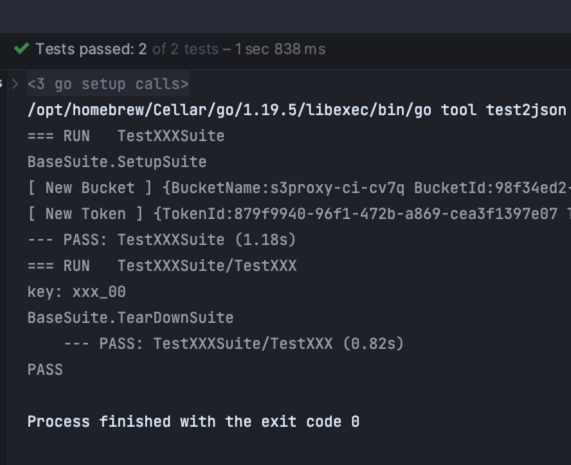 Tests passed: 2 of 2 tests – 1 sec 838 ms
<3 go setup calls>
/opt/homebrew/Cellar/go/1.19.5/libexec/bin/go tool test2json
=== RUN   TestXXXSuite
BaseSuite.SetupSuite
[ New Bucket ] {BucketName:s3proxy-ci-cv7q BucketId:98f34ed2-
[ New Token ] {TokenId:879f9940-96f1-472b-a869-cea3f1397e07
--- PASS: TestXXXSuite (1.18s)
=== RUN   TestXXXSuite/TestXXX
key: xxx_00
BaseSuite.TearDownSuite
    --- PASS: TestXXXSuite/TestXXX (0.82s)
PASS
Process finished with the exit code 0